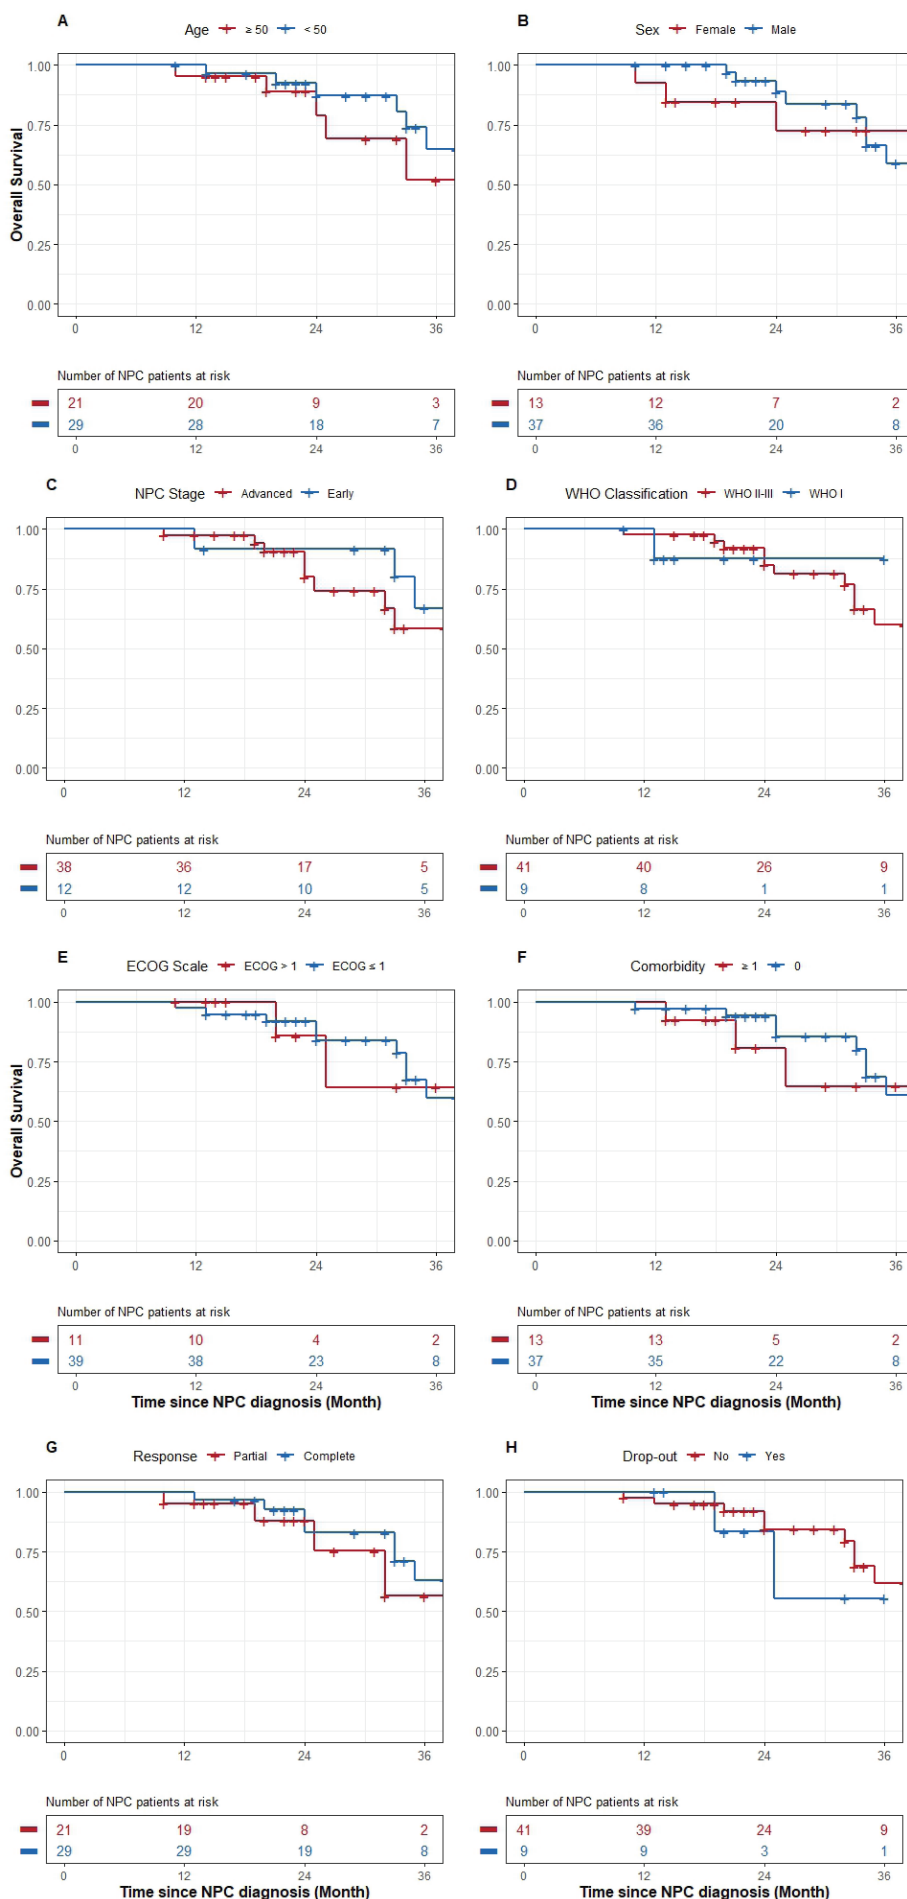 A
Age ≥ 50 < 50
Overall Survival
1.00
0.75
0.50
0.25
0.00
0 12 24 36
Number of NPC patients at risk
21 20 9 3
29 28 18 7
0 12 24 36
B
Sex Female Male
1.00
0.75
0.50
0.25
0.00
0 12 24 36
Number of NPC patients at risk
13 12 7 2
37 36 20 8
0 12 24 36
C
NPC Stage Advanced Early
1.00
0.75
0.50
0.25
0.00
0 12 24 36
Number of NPC patients at risk
38 36 17 5
12 12 10 5
0 12 24 36
D
WHO Classification WHO II-III WHO I
1.00
0.75
0.50
0.25
0.00
0 12 24 36
Number of NPC patients at risk
41 40 26 9
9 8 1 1
0 12 24 36
E
ECOG Scale ECOG > 1 ECOG ≤ 1
Overall Survival
1.00
0.75
0.50
0.25
0.00
0 12 24 36
Number of NPC patients at risk
11 10 4 2
39 38 23 8
0 12 24 36
Time since NPC diagnosis (Month)
F
Comorbidity ≥ 1 0
1.00
0.75
0.50
0.25
0.00
0 12 24 36
Number of NPC patients at risk
13 13 5 2
37 35 22 8
0 12 24 36
Time since NPC diagnosis (Month)
G
Response Partial Complete
1.00
0.75
0.50
0.25
0.00
0 12 24 36
Number of NPC patients at risk
21 19 8 2
29 29 19 8
0 12 24 36
Time since NPC diagnosis (Month)
H
Drop-out No Yes
1.00
0.75
0.50
0.25
0.00
0 12 24 36
Number of NPC patients at risk
41 39 24 9
9 9 3 1
0 12 24 36
Time since NPC diagnosis (Month)